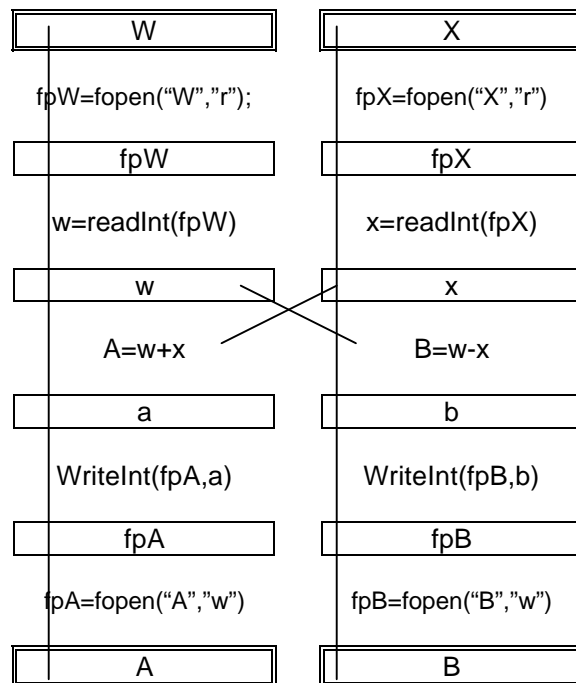 W X
fpW=fopen(“W”,”r”); fpX=fopen(“X”,”r”)
fpW fpX
w=readInt(fpW) x=readInt(fpX)
w x
A=w+x B=w-x
a b
WriteInt(fpA,a) WriteInt(fpB,b)
fpA fpB
fpA=fopen(“A”,”w”) fpB=fopen(“B”,”w”)
A B